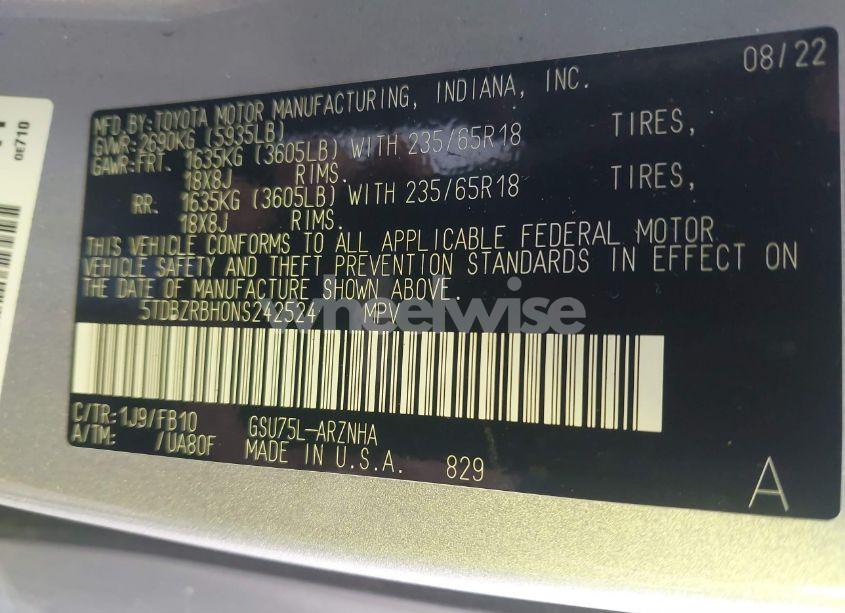 08/22
MFD.BY:TOYOTA MOTOR MANUFACTURING, INDIANA, INC.
GVWR:2690KG (5935LB)
GAWR:FRT. 1635KG (3605LB) WITH 235/65R18 TIRES,
18X8J RIMS.
RR. 1635KG (3605LB) WITH 235/65R18 TIRES,
18X8J RIMS.
THIS VEHICLE CONFORMS TO ALL APPLICABLE FEDERAL MOTOR
VEHICLE SAFETY AND THEFT PREVENTION STANDARDS IN EFFECT ON
THE DATE OF MANUFACTURE SHOWN ABOVE.
5TDBZRBH0NS242524 MPV
wheelwise
C/TR:1J9/FB10 GSU75L-ARZNHA
A/TM: /UA80F MADE IN U.S.A. 829
A
0E710